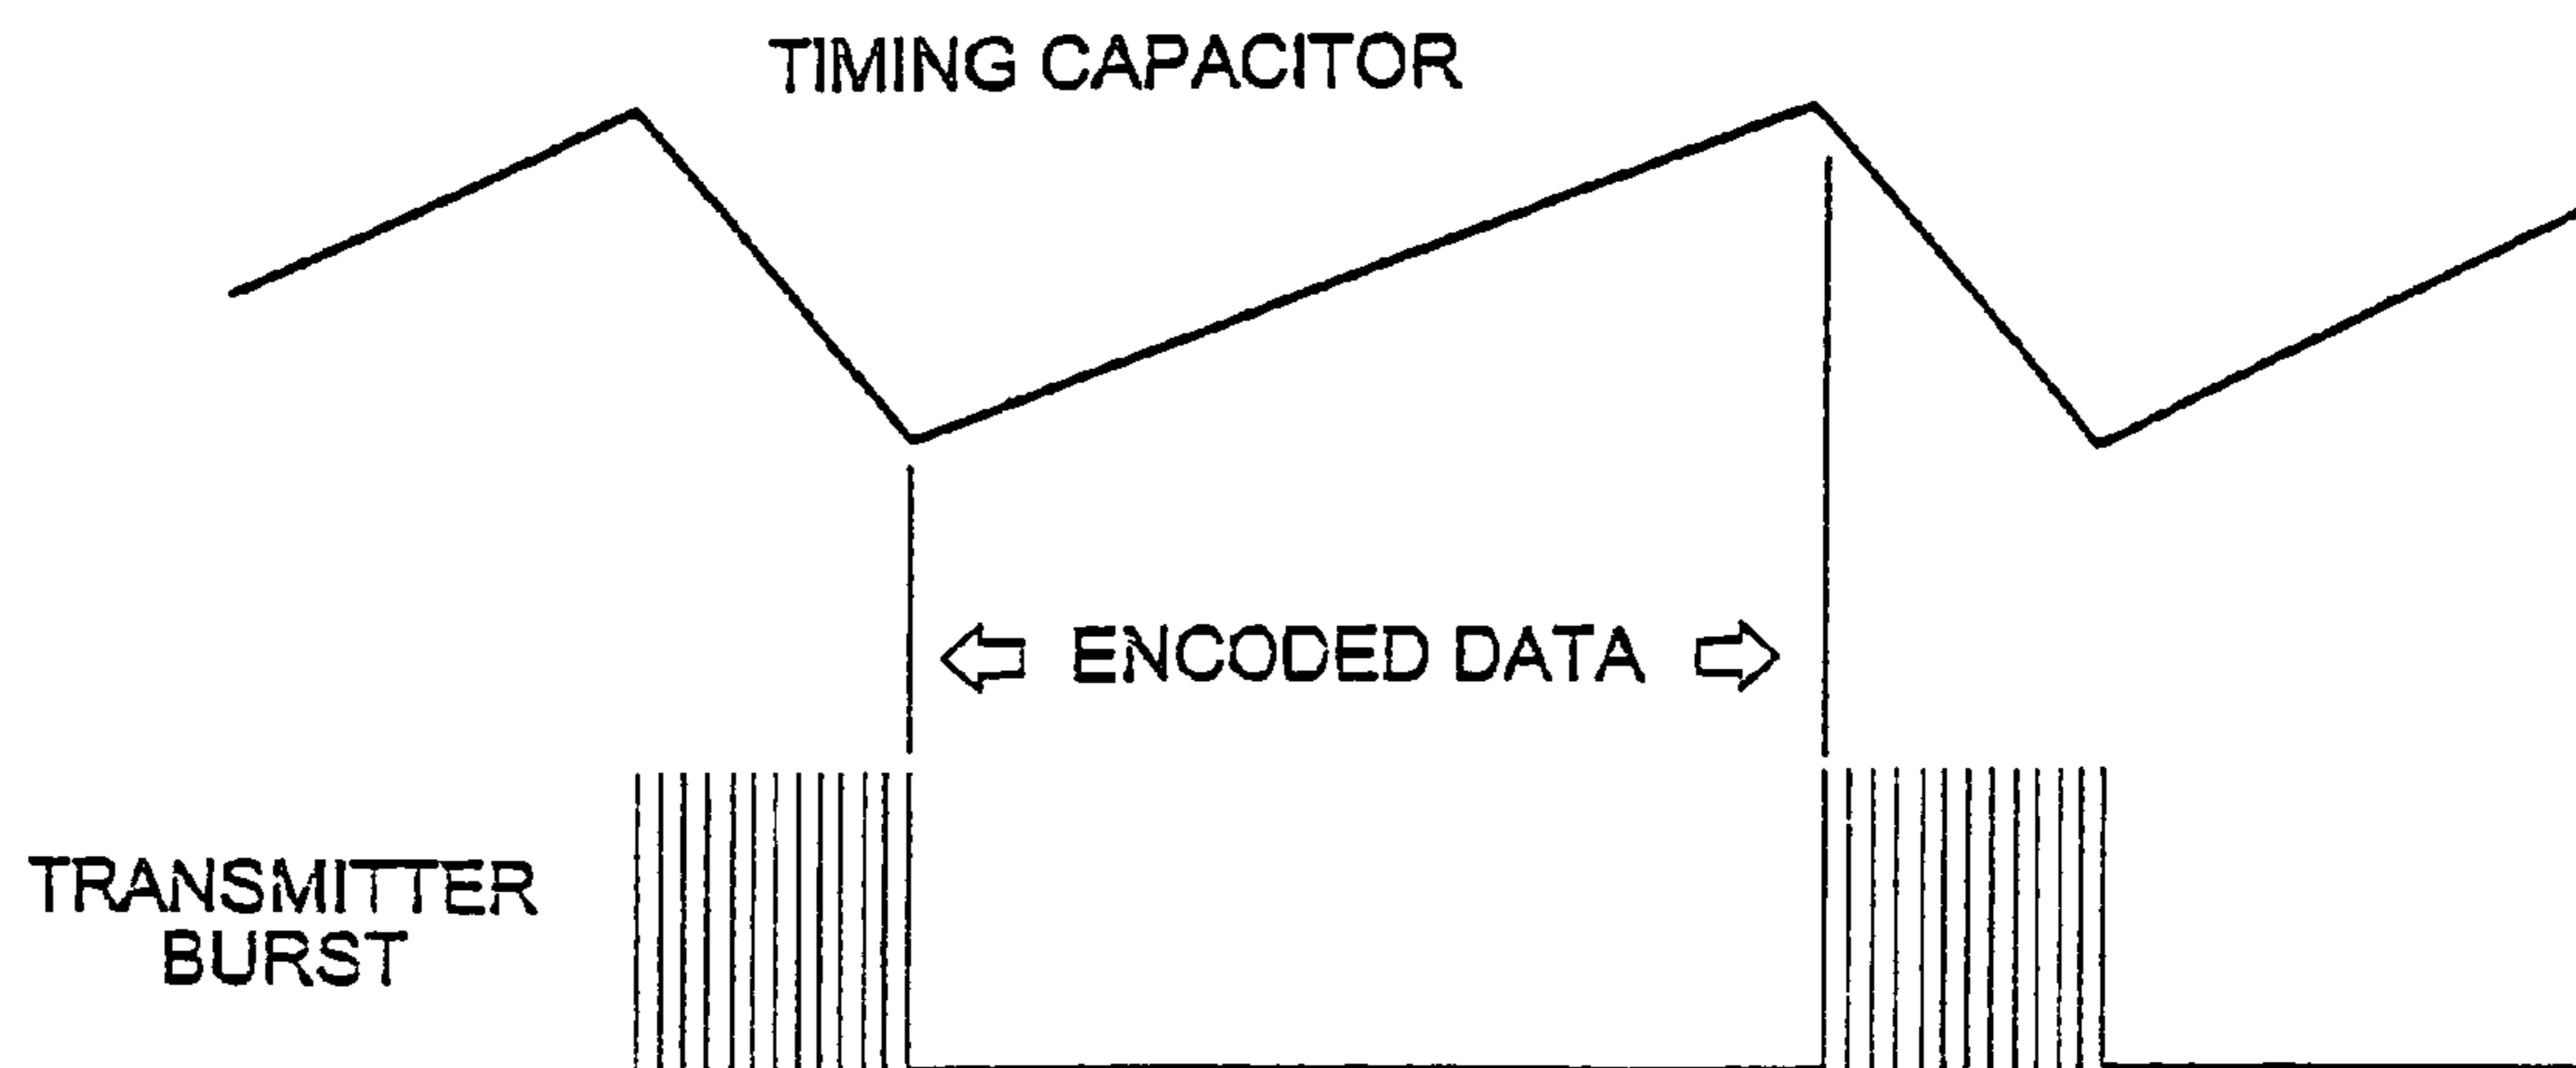 TIMING CAPACITOR
ENCODED DATA
TRANSMITTER
BURST